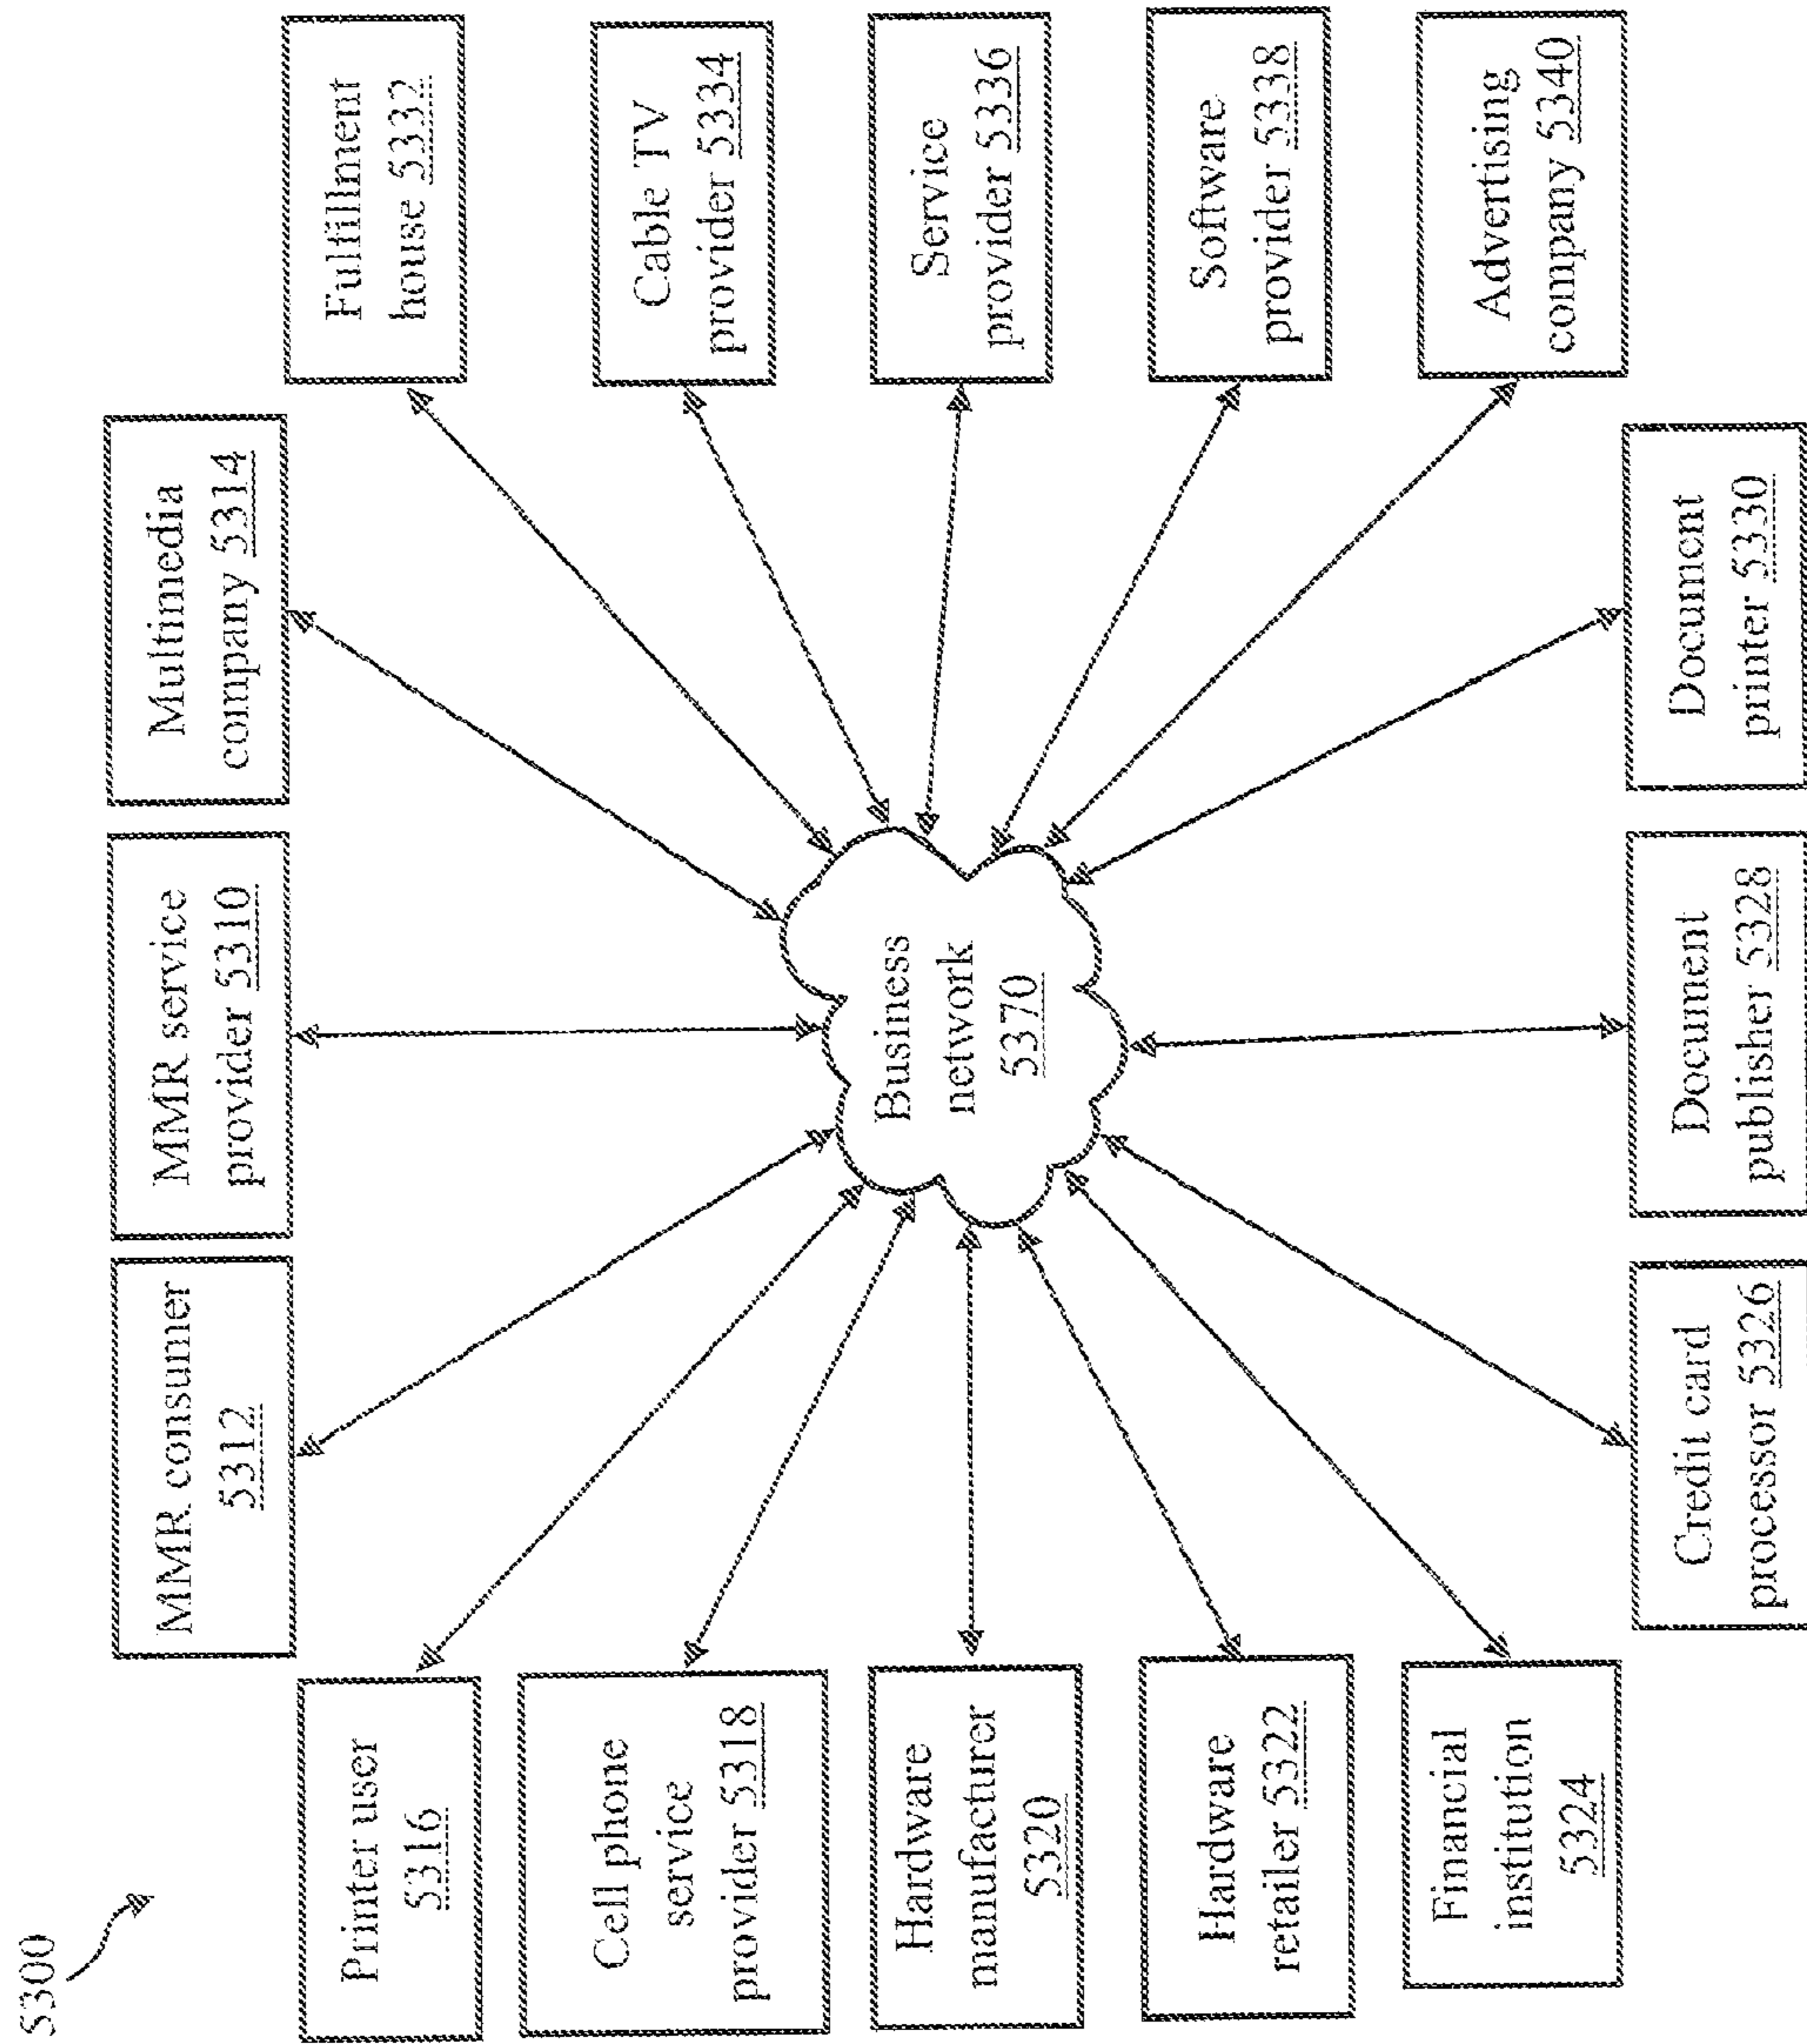 5300
MMR consumer
5312
MMR service
provider 5310
Multimedia
company 5314
Printer user
5316
Fulfillment
house 5332
Cell phone
service
provider 5318
Cable TV
provider 5334
Hardware
manufacturer
5320
Business
network
5370
Service
provider 5336
Hardware
retailer 5322
Software
provider 5338
Financial
institution
5324
Advertising
company 5340
Credit card
processor 5326
Document
publisher 5328
Document
printer 5330